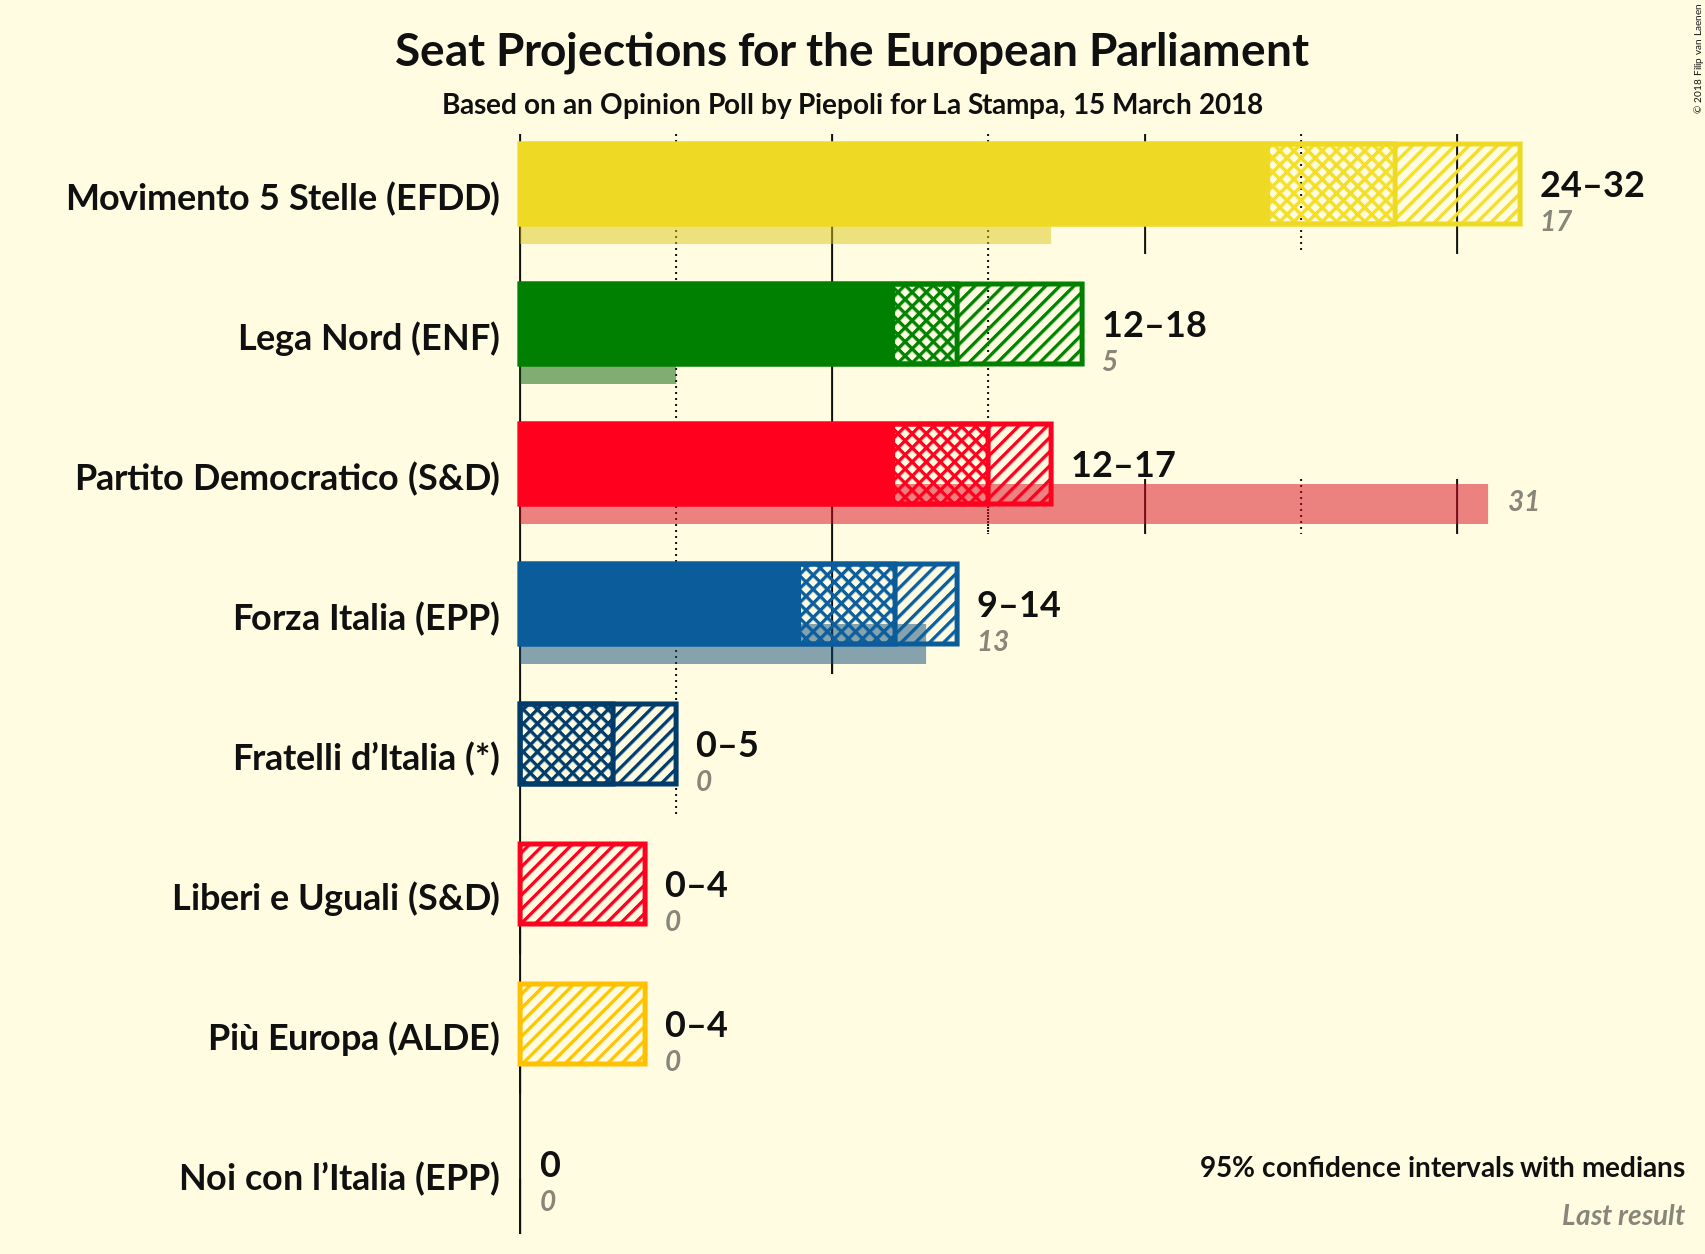 Seat Projections for the European Parliament
Based on an Opinion Poll by Piepoli for La Stampa, 15 March 2018
© 2018 Filip van Laenen
Movimento 5 Stelle (EFDD)
24–32
17
Lega Nord (ENF)
12–18
5
Partito Democratico (S&D)
12–17
31
Forza Italia (EPP)
9–14
13
Fratelli d’Italia (*)
0–5
0
Liberi e Uguali (S&D)
0–4
0
Più Europa (ALDE)
0–4
0
Noi con l’Italia (EPP)
0
0
95% confidence intervals with medians
Last result